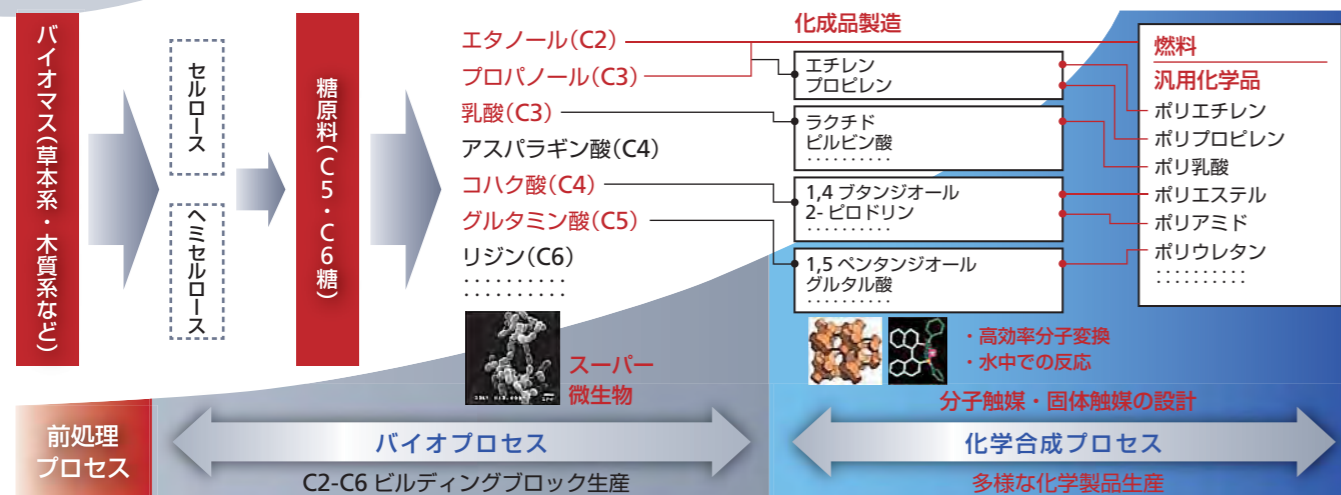 バイオマス(草本系・木質系など)
セルロース
ヘミセルロース
糖原料(C5・C6糖)
エタノール(C2)
プロパノール(C3)
乳酸(C3)
アスパラギン酸(C4)
コハク酸(C4)
グルタミン酸(C5)
リジン(C6)
..........
..........
スーパー
微生物
化成品製造
エチレン
プロピレン
ラクチド
ピルビン酸
.........
1,4 ブタンジオール
2- ピロドリン
.........
1,5 ペンタンジオール
グルタル酸
.........
・高効率分子変換
・水中での反応
燃料
汎用化学品
ポリエチレン
ポリプロピレン
ポリ乳酸
ポリエステル
ポリアミド
ポリウレタン
..........
分子触媒・固体触媒の設計
前処理
プロセス
バイオプロセス
C2-C6 ビルディングブロック生産
化学合成プロセス
多様な化学製品生産